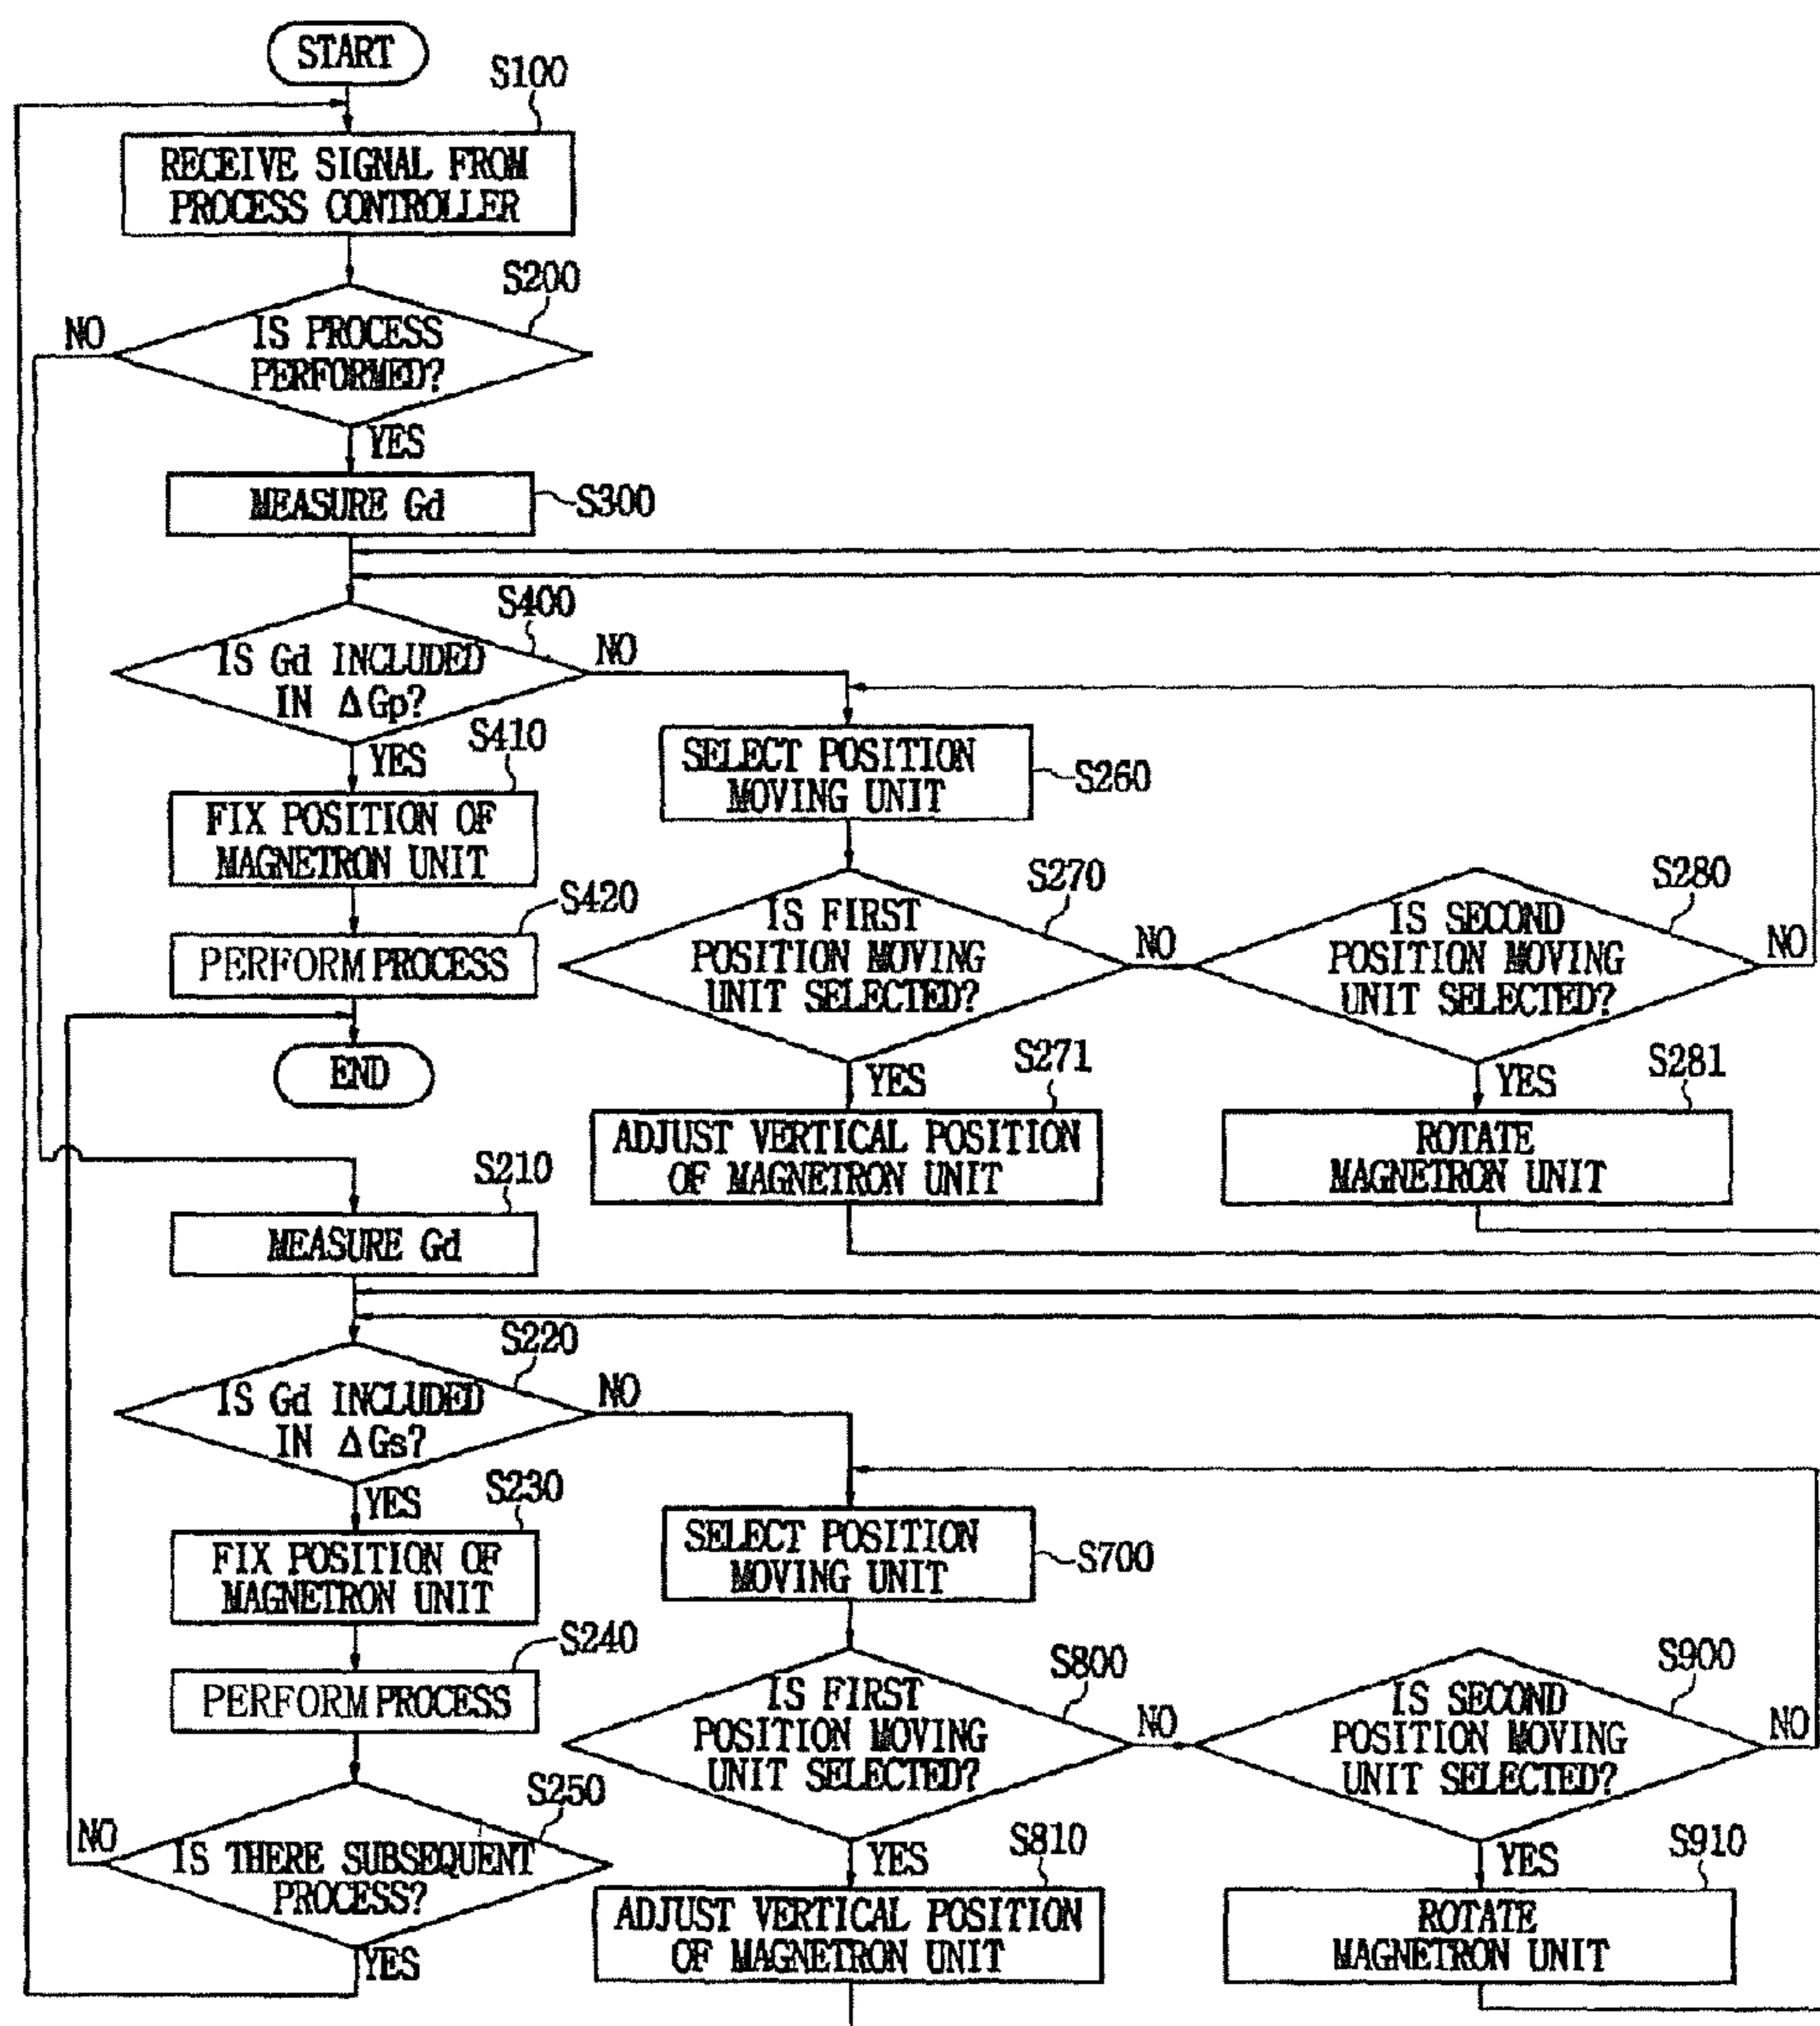 START
S100
RECEIVE SIGNAL FROM
PROCESS CONTROLLER
S200
NO
IS PROCESS
PERFORMED?
YES
MEASURE Gd
S300
S400
IS Gd INCLUDED
IN ΔGp?
NO
YES
S410
FIX POSITION OF
MAGNETRON UNIT
S420
PERFORM PROCESS
END
SELECT POSITION
MOVING UNIT
S260
S270
IS FIRST
POSITION MOVING
UNIT SELECTED?
NO
S280
IS SECOND
POSITION MOVING
UNIT SELECTED?
NO
YES
S271
ADJUST VERTICAL POSITION
OF MAGNETRON UNIT
YES
S281
ROTATE
MAGNETRON UNIT
S210
MEASURE Gd
S220
IS Gd INCLUDED
IN ΔGs?
NO
YES
S230
FIX POSITION OF
MAGNETRON UNIT
S240
PERFORM PROCESS
S250
NO
IS THERE SUBSEQUENT
PROCESS?
YES
SELECT POSITION
MOVING UNIT
S700
S800
IS FIRST
POSITION MOVING
UNIT SELECTED?
NO
S900
IS SECOND
POSITION MOVING
UNIT SELECTED?
NO
YES
S810
ADJUST VERTICAL POSITION
OF MAGNETRON UNIT
YES
S910
ROTATE
MAGNETRON UNIT